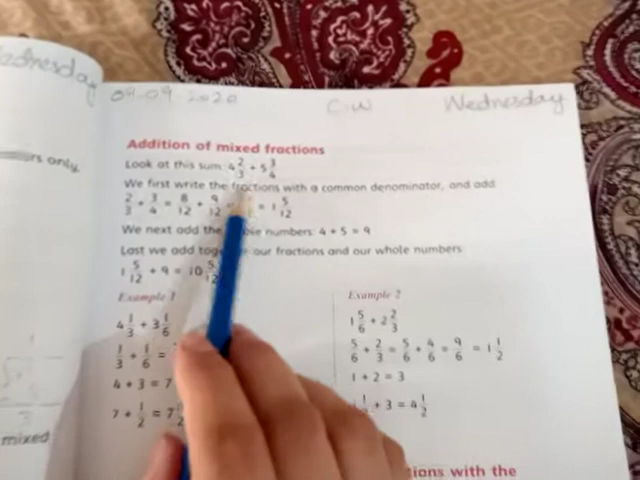 Wednesday
09.09.2020 C.W Wednesday
rs only.
mixed
Addition of mixed fractions
Look at this sum: 4 2/3 + 5 3/4
We first write the fractions with a common denominator, and add
2/3 + 3/4 = 8/12 + 9/12 = 1 5/12
We next add the numbers: 4 + 5 = 9
Last we add our fractions and our whole numbers
1 5/12 + 9 = 10 5/12
Example 1
4 1/3 + 3 1/6
1/3 + 1/6 =
4 + 3 = 7
7 + 1/2 = 7 1/2
Example 2
1 5/6 + 2 2/3
5/6 + 2/3 = 5/6 + 4/6 = 9/6 = 1 1/2
1 + 2 = 3
+ 3 = 4 1/2
ions with the